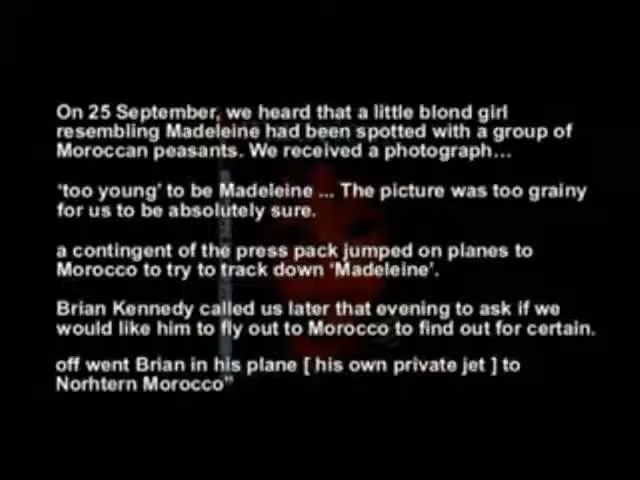 On 25 September, we heard that a little blond girl
resembling Madeleine had been spotted with a group of
Moroccan peasants. We received a photograph...
'too young' to be Madeleine ... The picture was too grainy
for us to be absolutely sure.
a contingent of the press pack jumped on planes to
Morocco to try to track down 'Madeleine'.
Brian Kennedy called us later that evening to ask if we
would like him to fly out to Morocco to find out for certain.
off went Brian in his plane [ his own private jet ] to
Norhtern Morocco"